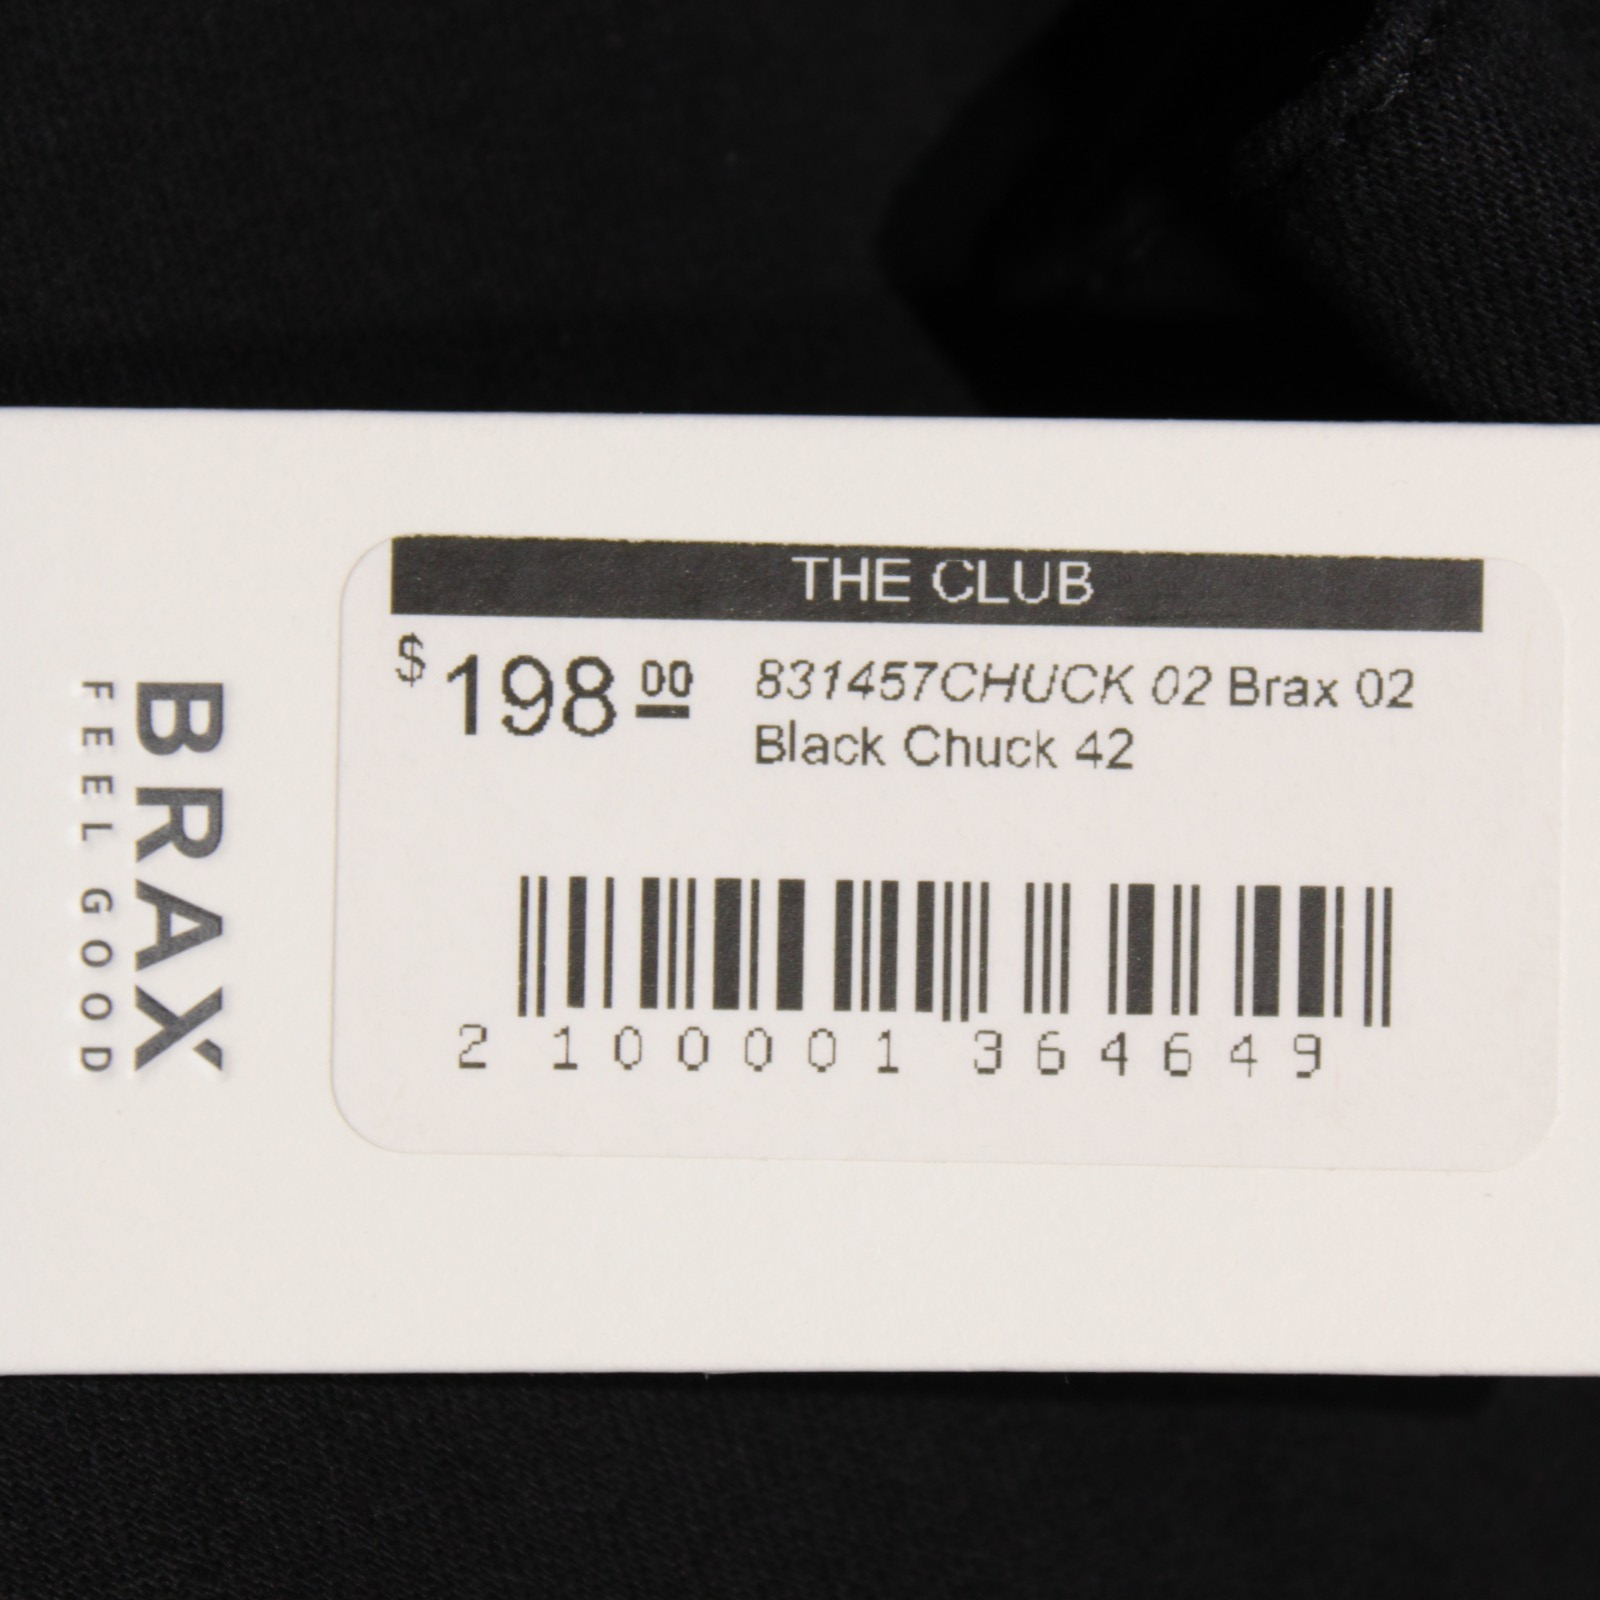 BRAX
FEEL GOOD
THE CLUB
$198.00 831457CHUCK 02 Brax 02
Black Chuck 42
2 100001 364649